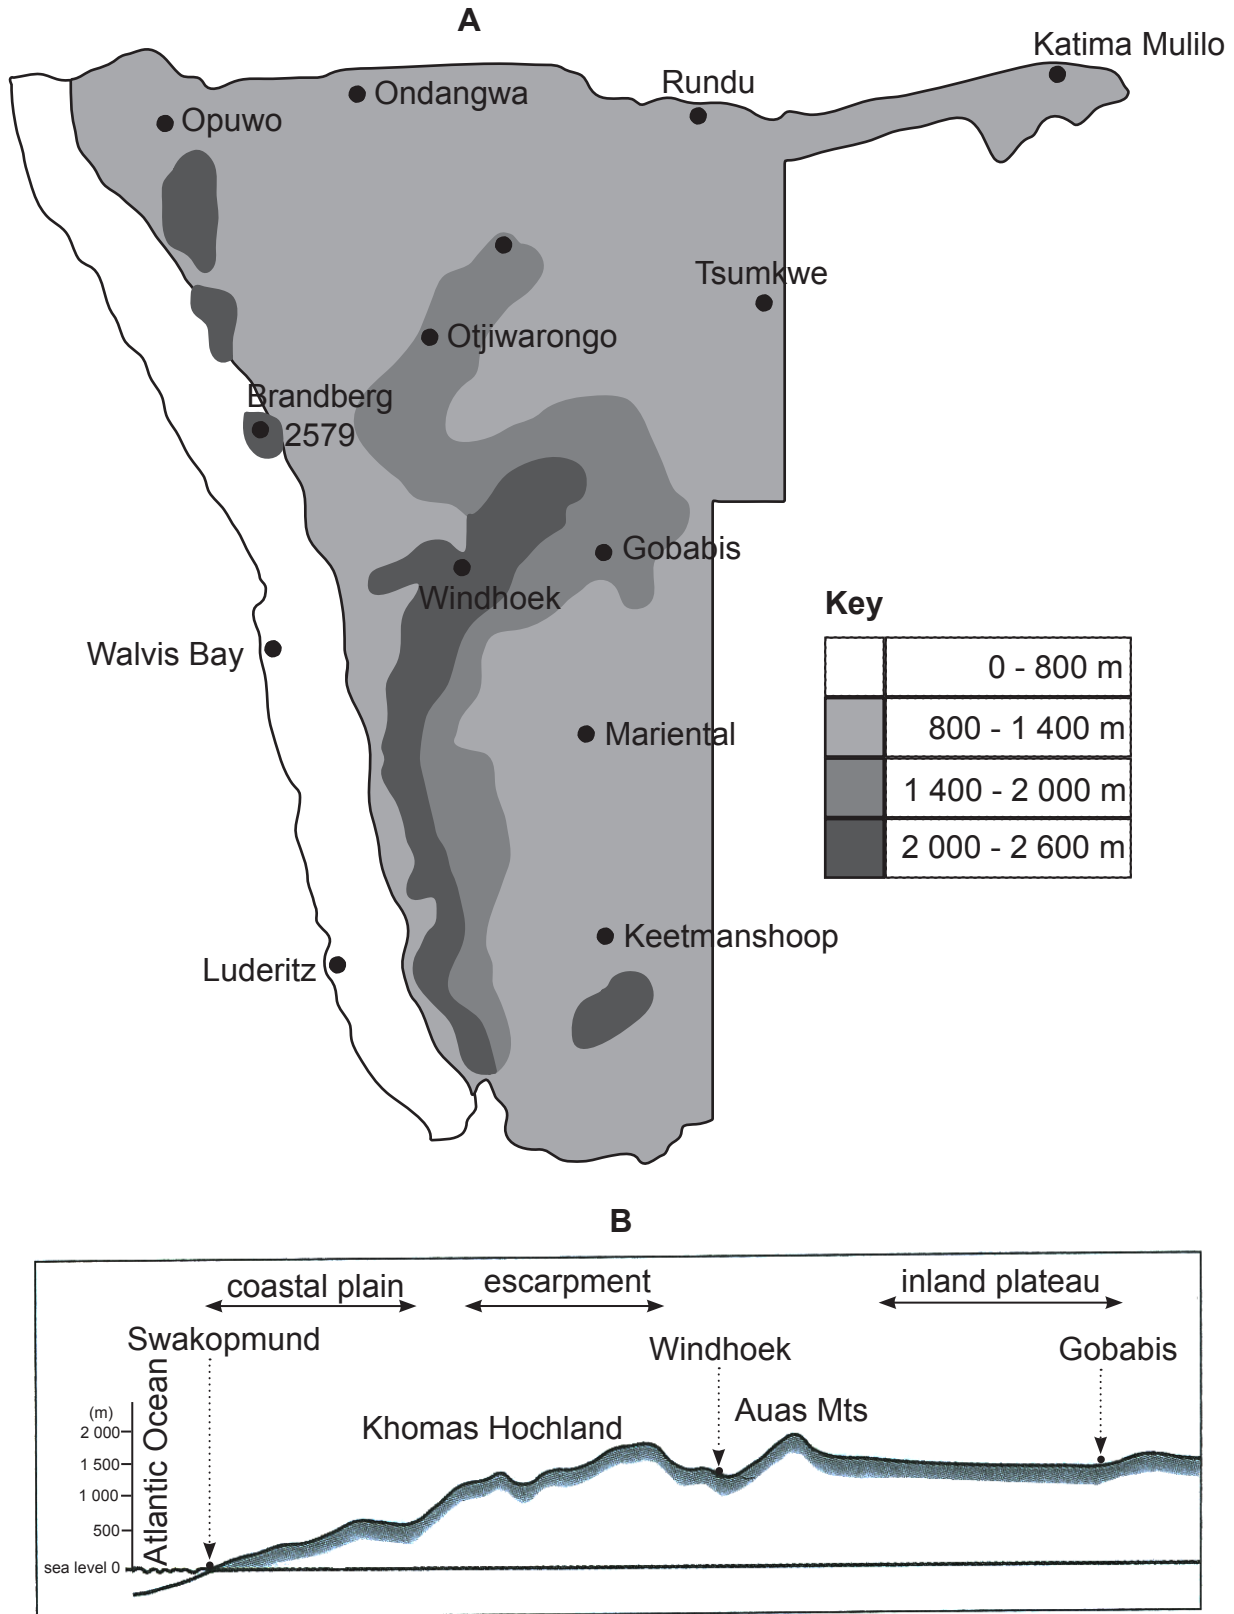 A
Katima Mulilo
Rundu
Ondangwa
Opuwo
Tsumkwe
Otjiwarongo
Brandberg
2579
Gobabis
Windhoek
Walvis Bay
Mariental
Keetmanshoop
Luderitz
Key
0 - 800 m
800 - 1 400 m
1 400 - 2 000 m
2 000 - 2 600 m
B
coastal plain
escarpment
inland plateau
Swakopmund
Windhoek
Gobabis
Atlantic Ocean
Khomas Hochland
Auas Mts
(m)
2 000
1 500
1 000
500
sea level 0